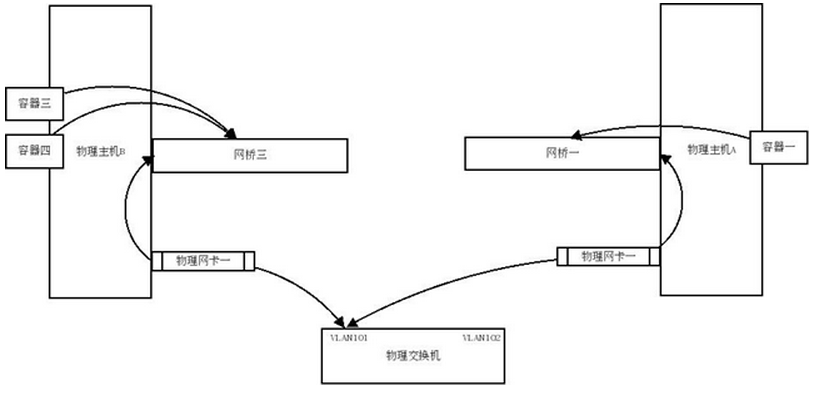 容器三
容器四
物理主机B
网桥三
网桥一
物理主机A
容器一
物理网卡一
物理网卡一
VLAN101
VLAN102
物理交换机